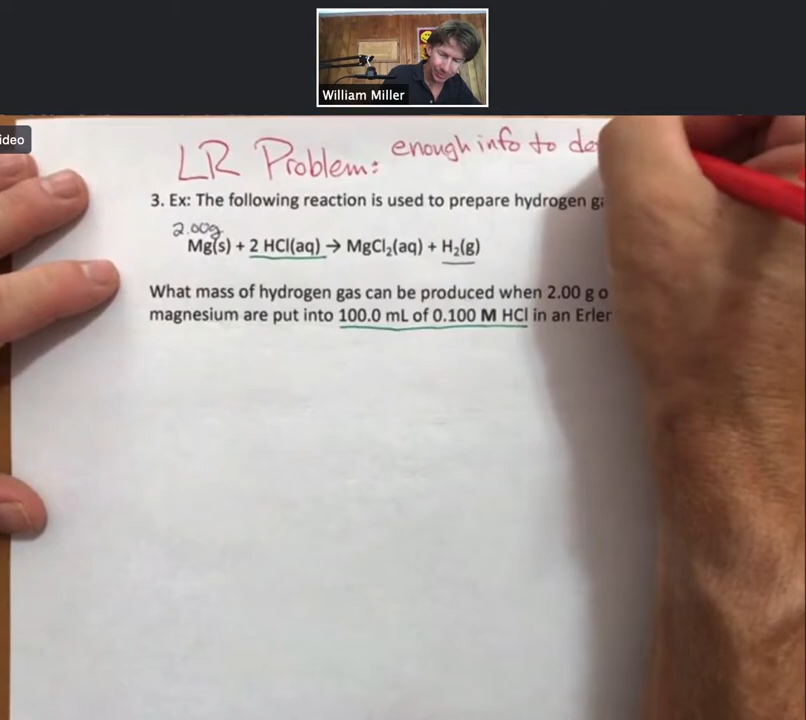 William Miller
ideo
LR Problem: enough info to de
3. Ex: The following reaction is used to prepare hydrogen g
2.00g
Mg(s) + 2 HCl(aq) → MgCl₂(aq) + H₂(g)
What mass of hydrogen gas can be produced when 2.00 g o
magnesium are put into 100.0 mL of 0.100 M HCl in an Erler